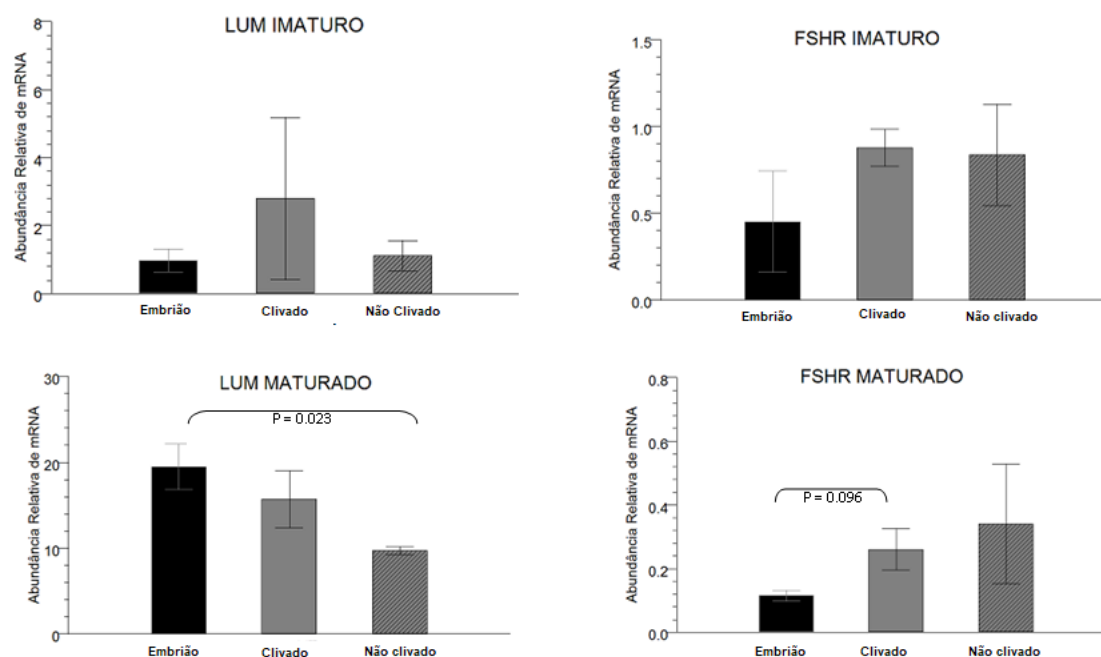 LUM IMATURO
Abundância Relativa de mRNA
8
6
4
2
0
Embrião
Clivado
Não Clivado
FSHR IMATURO
Abundância Relativa de mRNA
1.5
1.0
0.5
0.0
Embrião
Clivado
Não clivado
LUM MATURADO
Abundância Relativa de mRNA
30
20
10
0
P = 0.023
Embrião
Clivado
Não clivado
FSHR MATURADO
Abundância Relativa de mRNA
0.8
0.6
0.4
0.2
0.0
P = 0.096
Embrião
Clivado
Não clivado